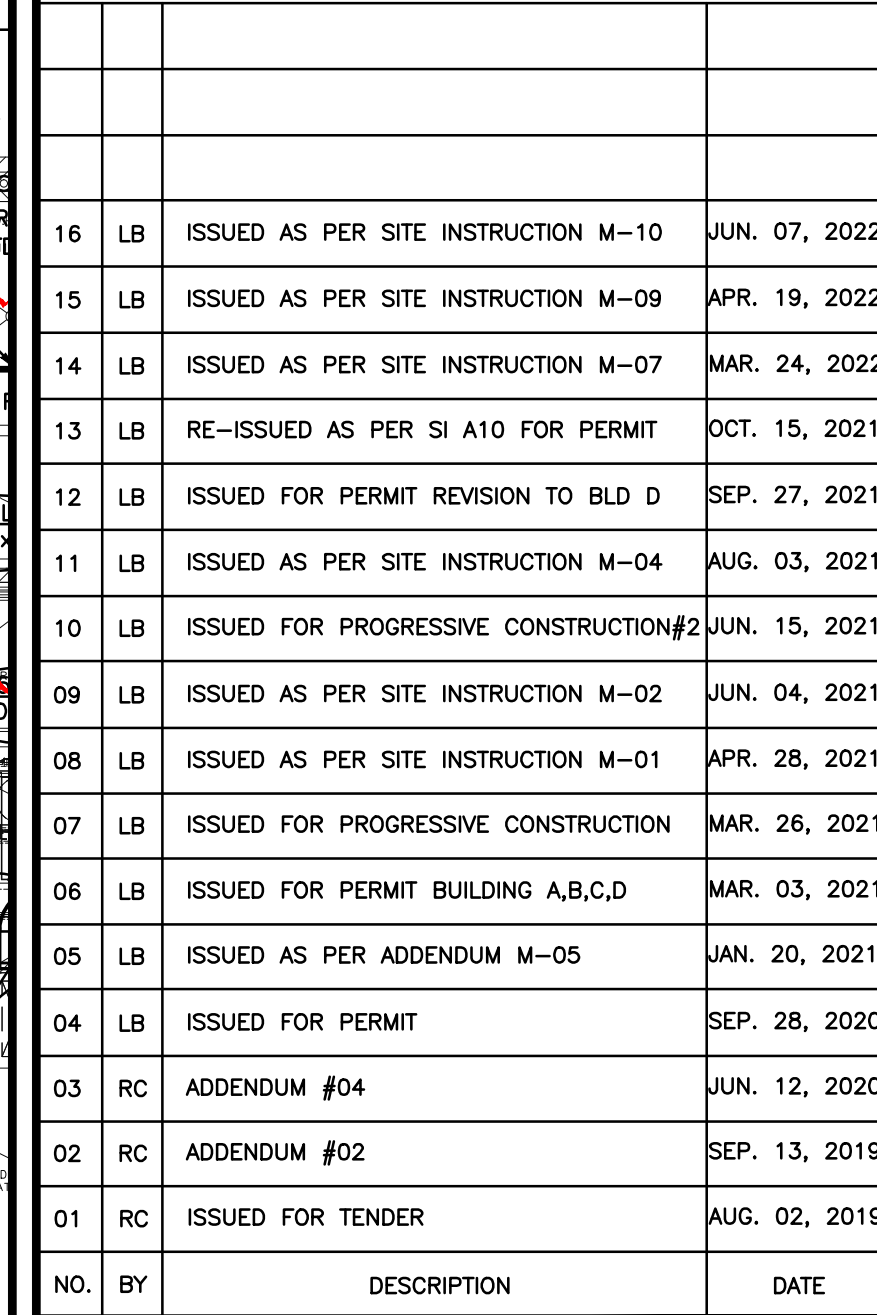 16 LB ISSUED AS PER SITE INSTRUCTION M-10 JUN. 07, 2022
15 LB ISSUED AS PER SITE INSTRUCTION M-09 APR. 19, 2022
14 LB ISSUED AS PER SITE INSTRUCTION M-07 MAR. 24, 2022
13 LB RE-ISSUED AS PER SI A10 FOR PERMIT OCT. 15, 2021
12 LB ISSUED FOR PERMIT REVISION TO BLD D SEP. 27, 2021
11 LB ISSUED AS PER SITE INSTRUCTION M-04 AUG. 03, 2021
10 LB ISSUED FOR PROGRESSIVE CONSTRUCTION#2 JUN. 15, 2021
09 LB ISSUED AS PER SITE INSTRUCTION M-02 JUN. 04, 2021
08 LB ISSUED AS PER SITE INSTRUCTION M-01 APR. 28, 2021
07 LB ISSUED FOR PROGRESSIVE CONSTRUCTION MAR. 26, 2021
06 LB ISSUED FOR PERMIT BUILDING A,B,C,D MAR. 03, 2021
05 LB ISSUED AS PER ADDENDUM M-05 JAN. 20, 2021
04 LB ISSUED FOR PERMIT SEP. 28, 2020
03 RC ADDENDUM #04 JUN. 12, 2020
02 RC ADDENDUM #02 SEP. 13, 2019
01 RC ISSUED FOR TENDER AUG. 02, 2019
NO. BY DESCRIPTION DATE